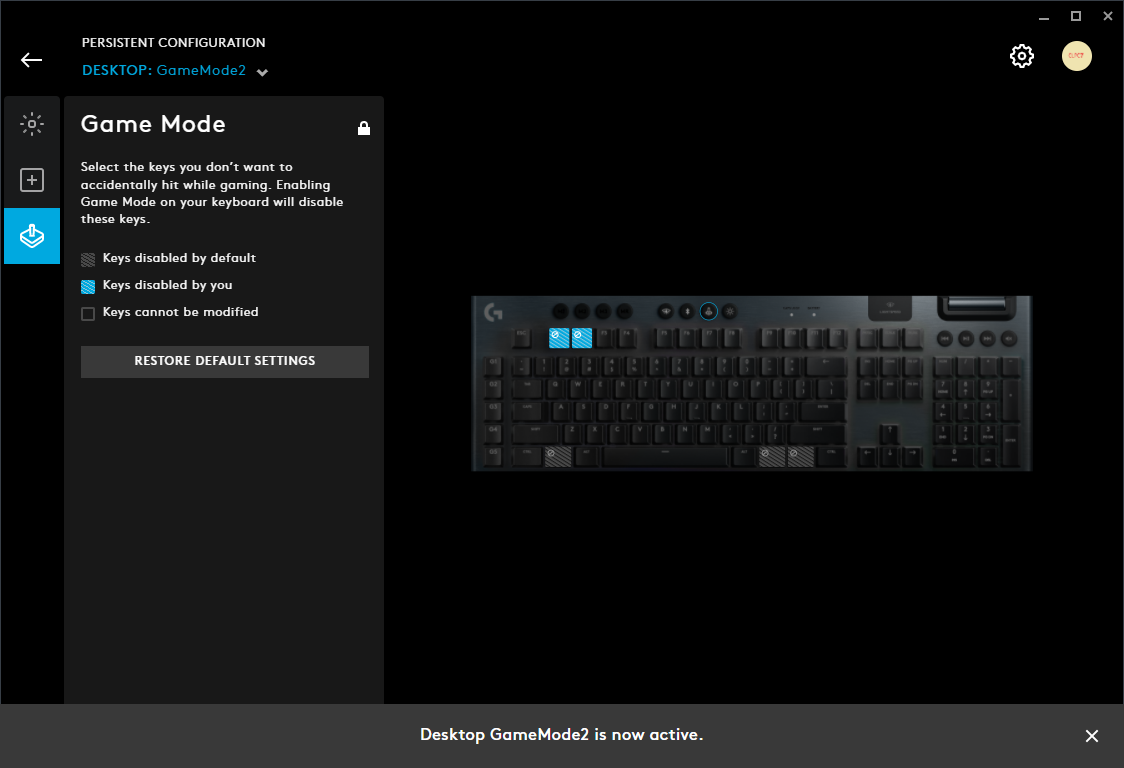 PERSISTENT CONFIGURATION
DESKTOP: GameMode2
Game Mode
Select the keys you don't want to
accidentally hit while gaming. Enabling
Game Mode on your keyboard will disable
these keys.
Keys disabled by default
Keys disabled by you
Keys cannot be modified
RESTORE DEFAULT SETTINGS
Desktop GameMode2 is now active.